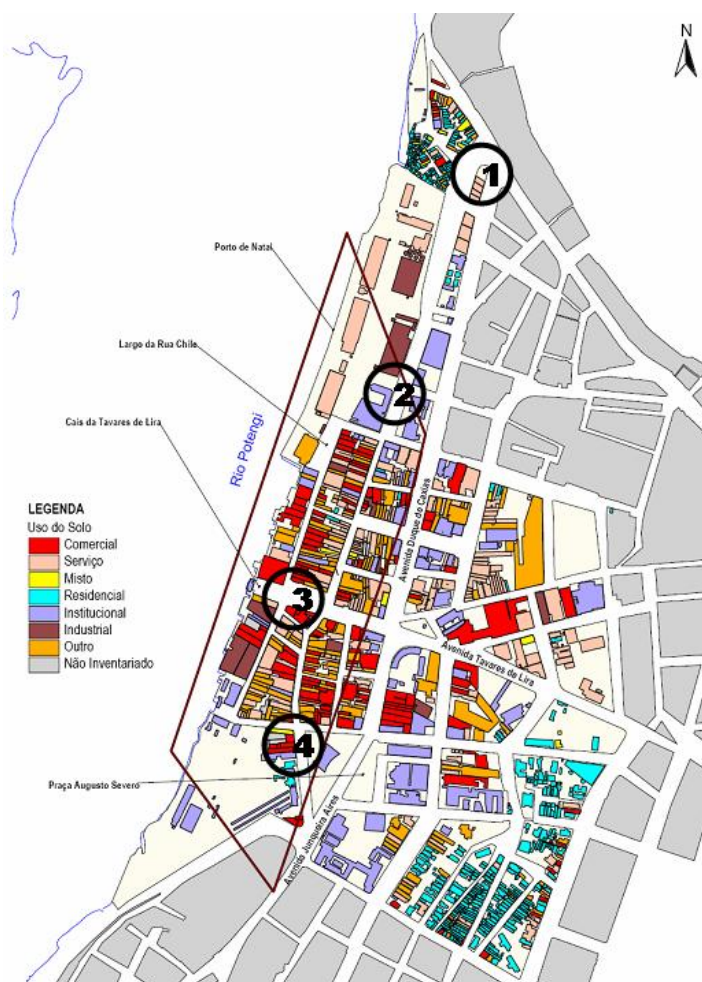 N
1
Porto de Natal
2
Largo da Rua Chile
Cais da Tavares de Lira
Rio Potengi
LEGENDA
Uso do Solo
Comercial
Serviço
Misto
Residencial
Institucional
Industrial
Outro
Não Inventariado
Avenida Duque de Caxias
3
Avenida Tavares de Lira
4
Praça Augusto Severo
Avenida Junqueira Aires